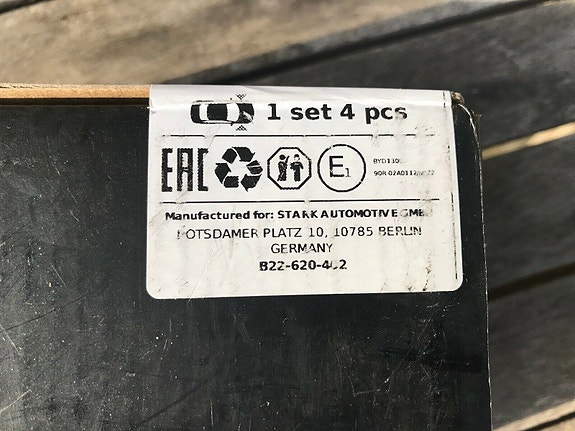 1 set 4 pcs
EAC E1
Manufactured for: STARK AUTOMOTIVE GMBH
POTSDAMER PLATZ 10, 10785 BERLIN
GERMANY